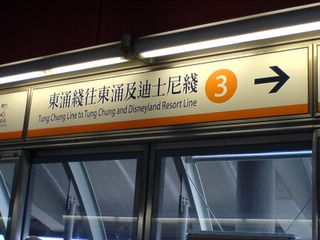 東涌綫往東涌及迪士尼綫
Tung Chung Line to Tung Chung and Disneyland Resort Line
3